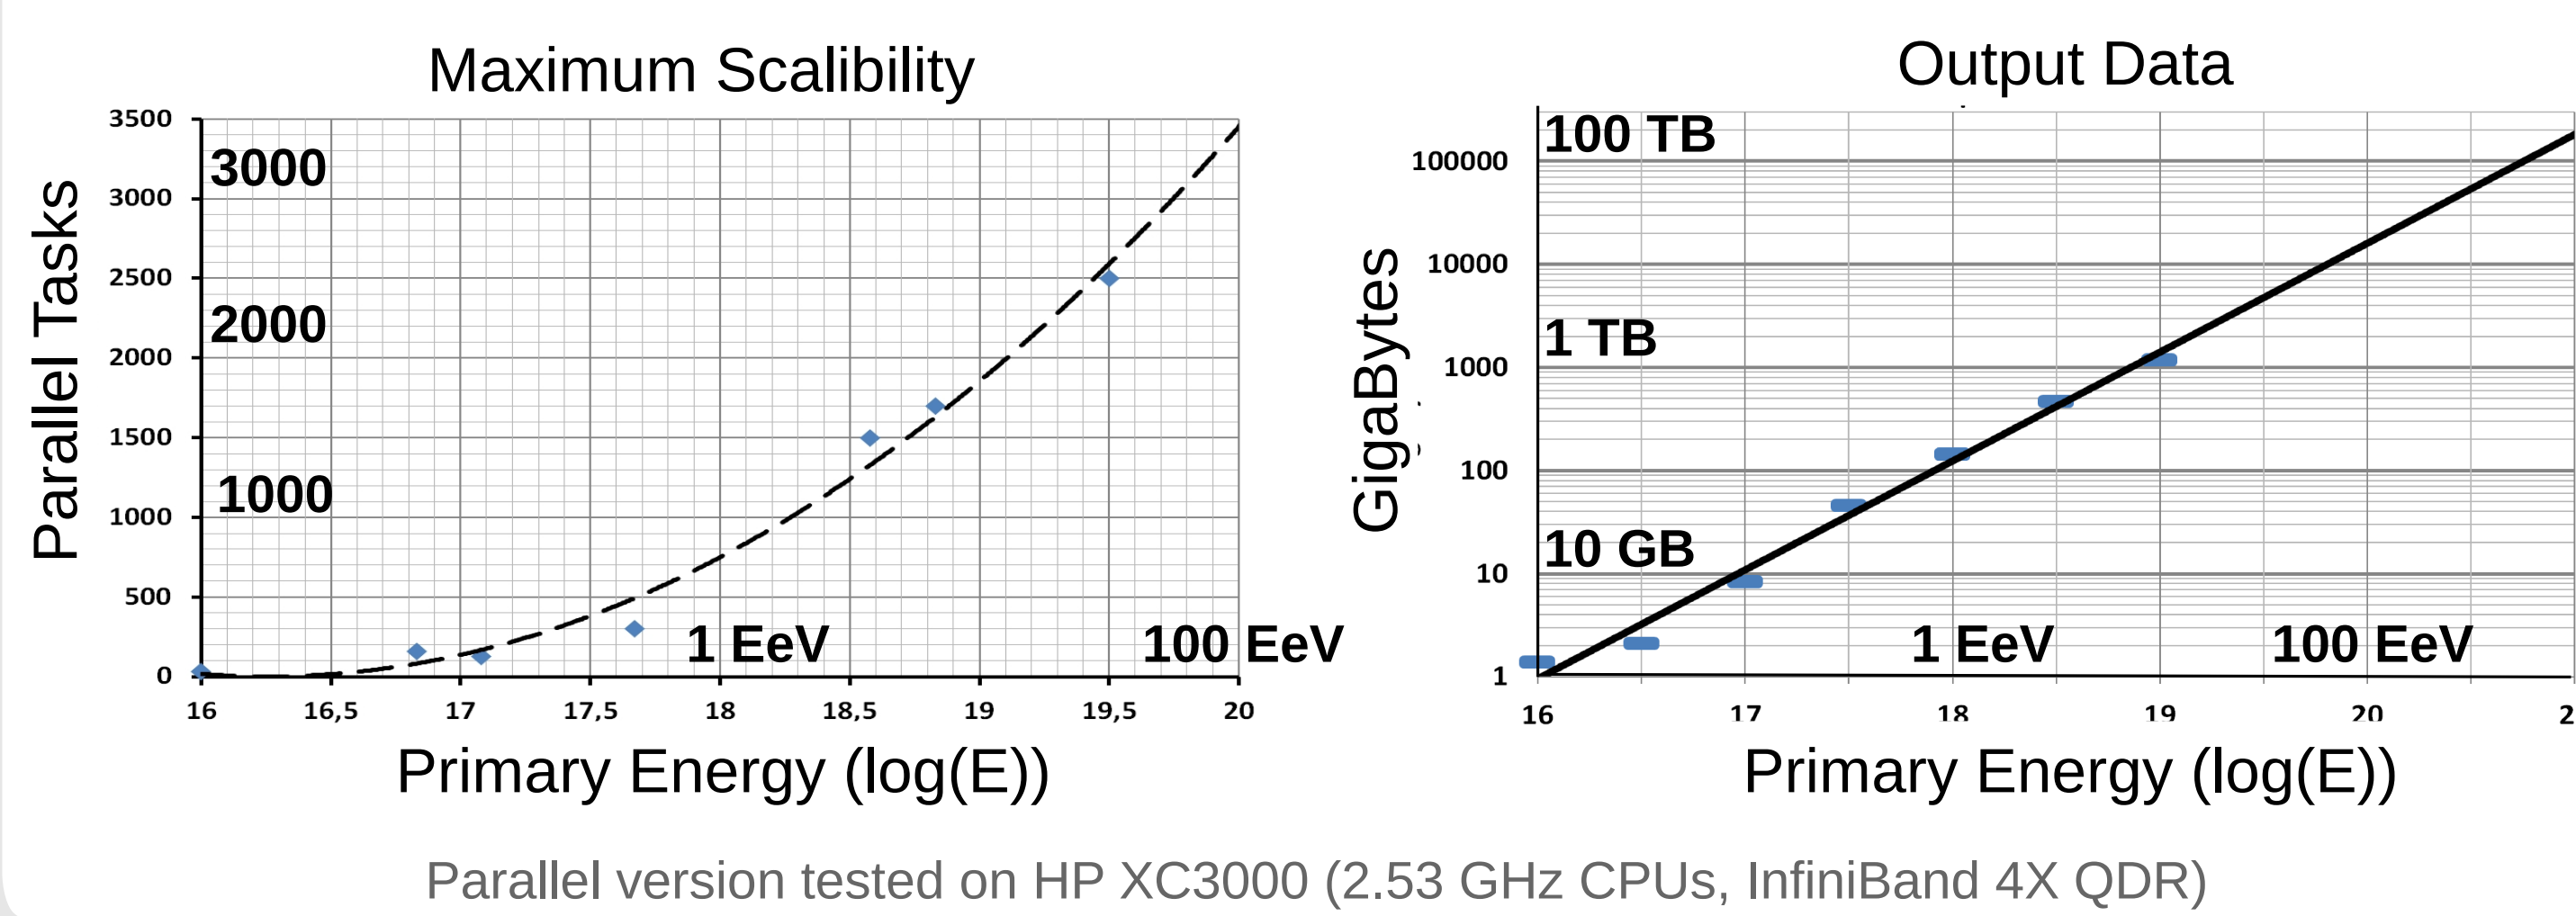 Maximum Scalibility
Parallel Tasks
3500
3000
2500
2000
1500
1000
500
0
3000
2000
1000
1 EeV
100 EeV
16
16,5
17
17,5
18
18,5
19
19,5
20
Primary Energy (log(E))
Output Data
GigaBytes
100000
10000
1000
100
10
1
100 TB
1 TB
10 GB
1 EeV
100 EeV
16
17
18
19
20
2
Primary Energy (log(E))
Parallel version tested on HP XC3000 (2.53 GHz CPUs, InfiniBand 4X QDR)